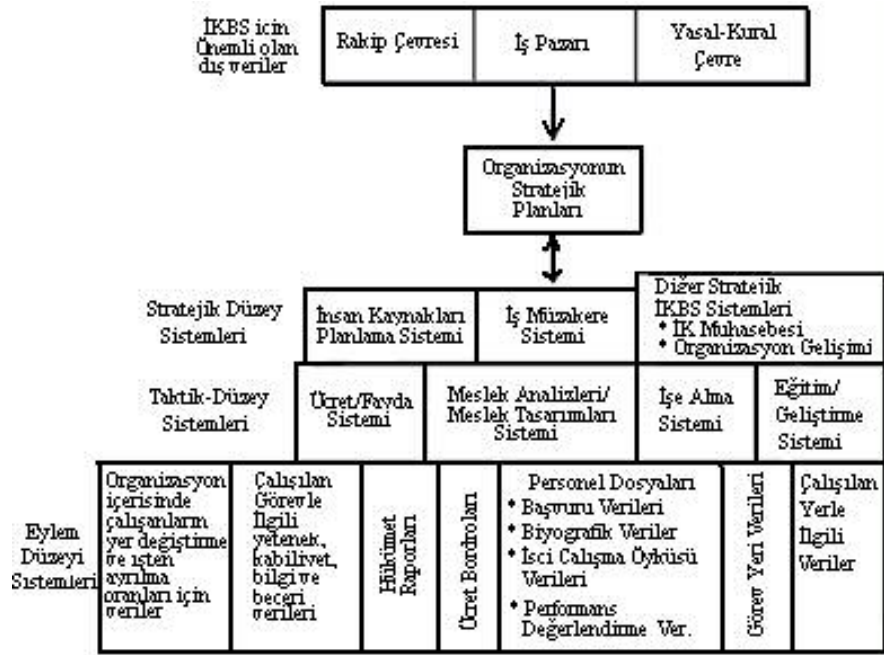 İKBS için
Önemli olan
dış veriler
Rakip Çevresi
İş Pazarı
Yasal-Kural
Çevre
Organizasyonun
Stratejik
Planları
Stratejik Düzey
Sistemleri
İnsan Kaynakları
Planlama Sistemi
İş Müzakere
Sistemi
Diğer Stratejik
İKBS Sistemleri
* İK Muhasebesi
* Organizasyon Gelişimi
Taktik-Düzey
Sistemleri
Ücret/Fayda
Sistemi
Meslek Analizleri/
Meslek Tasarımları
Sistemi
İşe Alma
Sistemi
Eğitim/
Geliştirme
Sistemi
Eylem
Düzeyi
Sistemleri
Organizasyon
içerisinde
çalışanların
yer değiştirme
ve işten
ayrılma
oranları için
veriler
Çalışılan
Görevle
İlgili
yetenek,
kabiliyet,
bilgi ve
beceri
verileri
Hükümet
Raporları
Ücret Bordroları
Personel Dosyaları
* Başvuru Verileri
* Biyografik Veriler
* İsci Calışma Öyküsü
Verileri
* Performans
Değerlendirme Ver.
Görev Yeri Verileri
Çalışılan
Yerle
İlgili
Veriler